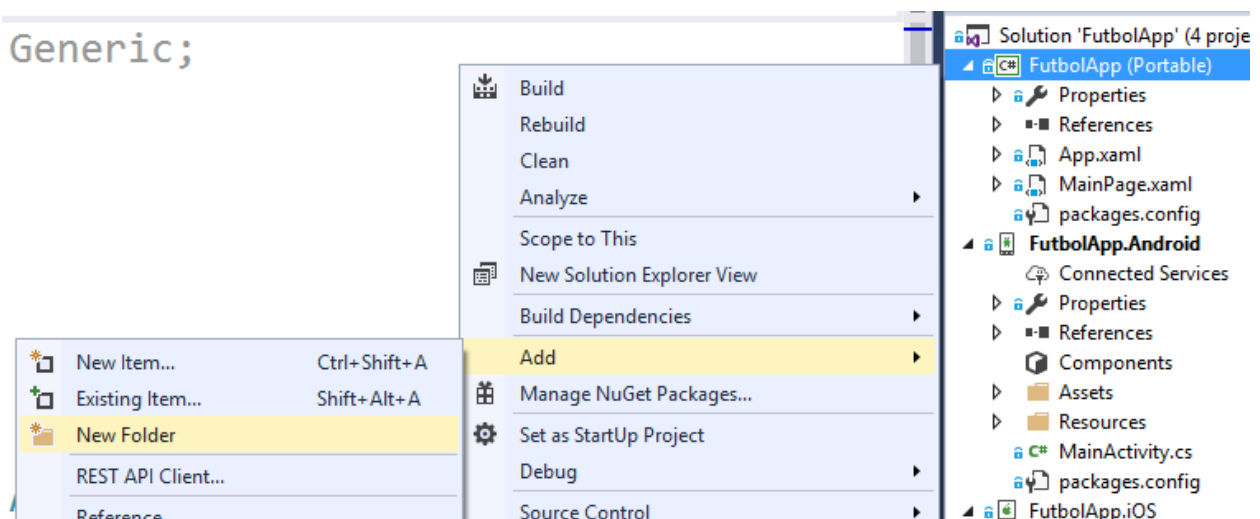 Generic;
Build
Rebuild
Clean
Analyze
Scope to This
New Solution Explorer View
Build Dependencies
Add
Manage NuGet Packages...
Set as StartUp Project
Debug
Source Control
New Item... Ctrl+Shift+A
Existing Item... Shift+Alt+A
New Folder
REST API Client...
Reference
Solution 'FutbolApp' (4 proje
C# FutbolApp (Portable)
Properties
References
App.xaml
MainPage.xaml
packages.config
FutbolApp.Android
Connected Services
Properties
References
Components
Assets
Resources
C# MainActivity.cs
packages.config
FutbolApp.iOS